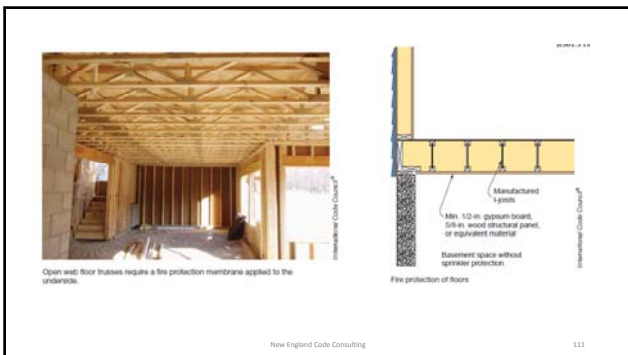 International Code Council®
Open web floor trusses require a fire protection membrane applied to the
underside.
Manufactured
I-joists
Min. 1/2-in. gypsum board,
5/8-in. wood structural panel,
or equivalent material
Basement space without
sprinkler protection
International Code Council®
Fire protection of floors
New England Code Consulting
111